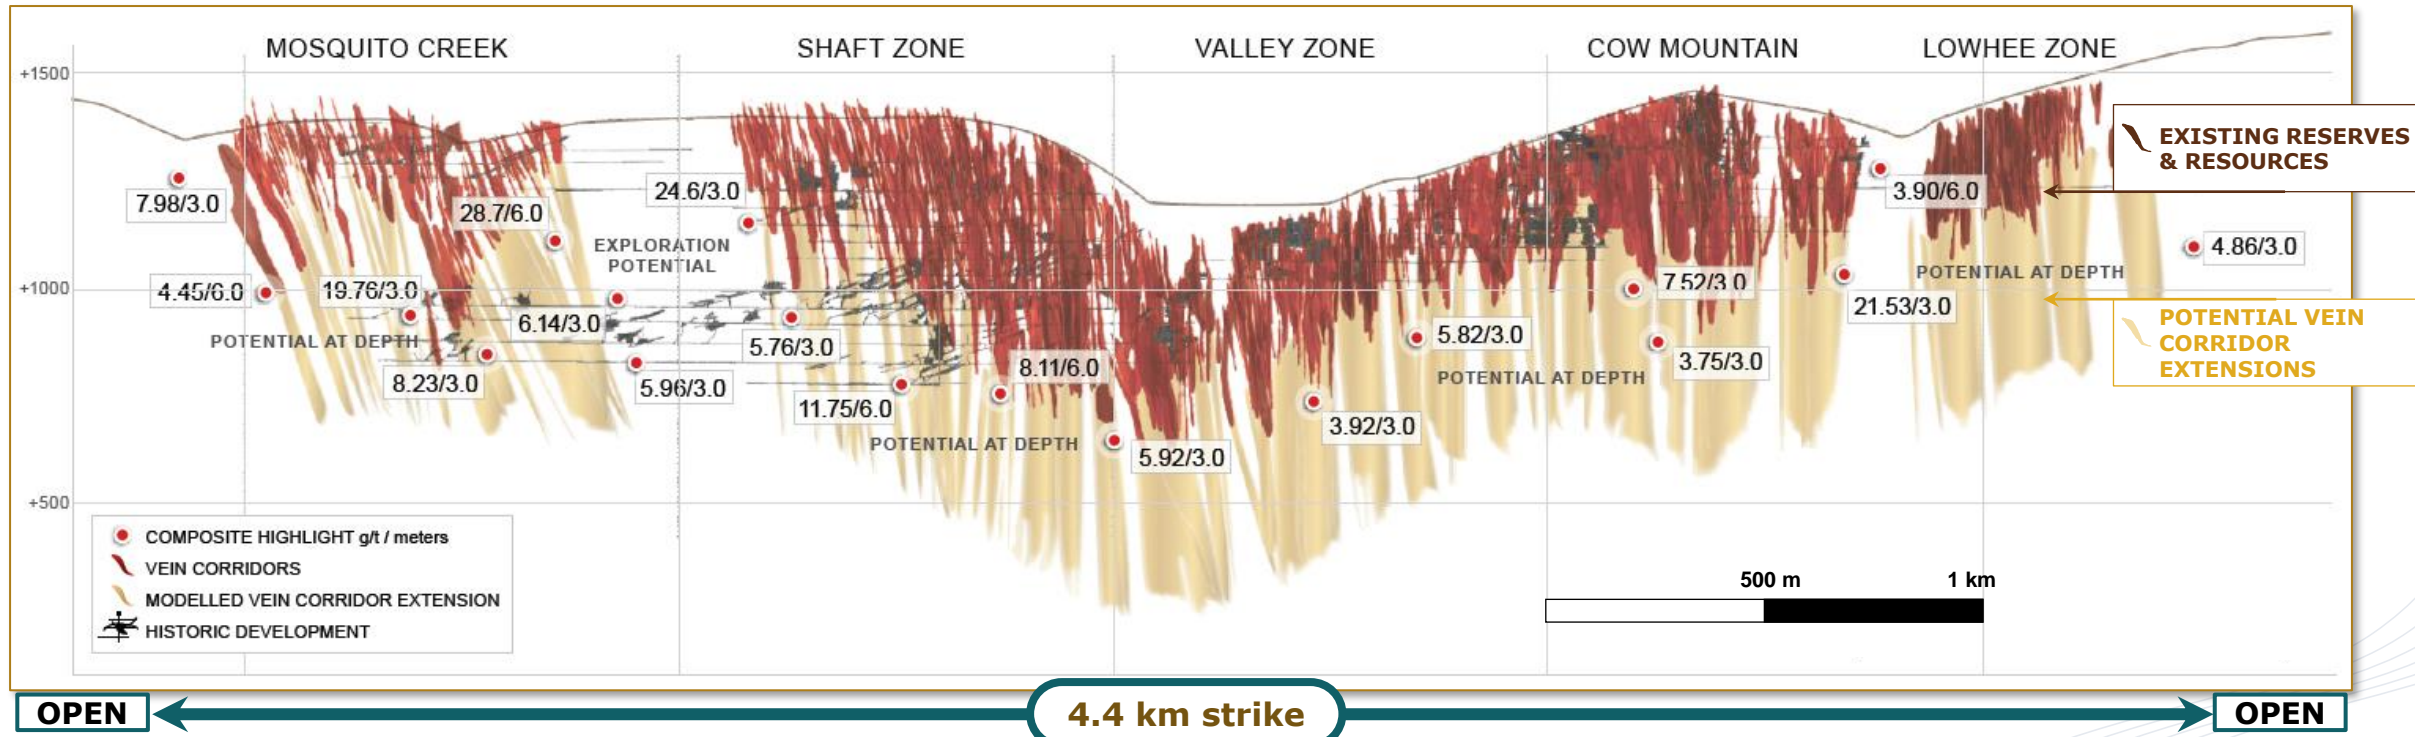 MOSQUITO CREEK
SHAFT ZONE
VALLEY ZONE
COW MOUNTAIN
LOWHEE ZONE
+1500
+1000
+500
7.98/3.0
4.45/6.0
19.76/3.0
28.7/6.0
6.14/3.0
8.23/3.0
POTENTIAL AT DEPTH
EXPLORATION
POTENTIAL
24.6/3.0
5.96/3.0
5.76/3.0
11.75/6.0
8.11/6.0
POTENTIAL AT DEPTH
5.92/3.0
3.92/3.0
5.82/3.0
POTENTIAL AT DEPTH
7.52/3.0
3.75/3.0
21.53/3.0
3.90/6.0
POTENTIAL AT DEPTH
4.86/3.0
EXISTING RESERVES
& RESOURCES
POTENTIAL VEIN
CORRIDOR
EXTENSIONS
COMPOSITE HIGHLIGHT g/t / meters
VEIN CORRIDORS
MODELLED VEIN CORRIDOR EXTENSION
HISTORIC DEVELOPMENT
500 m
1 km
OPEN
4.4 km strike
OPEN